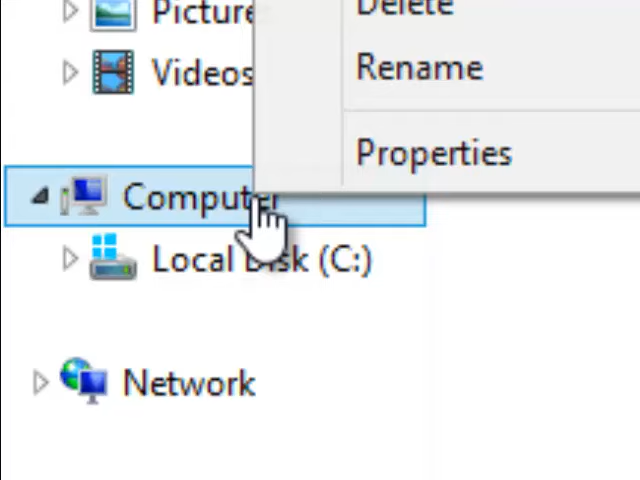 Pictures
Delete
Videos
Rename
Properties
Computer
Local Disk (C:)
Network